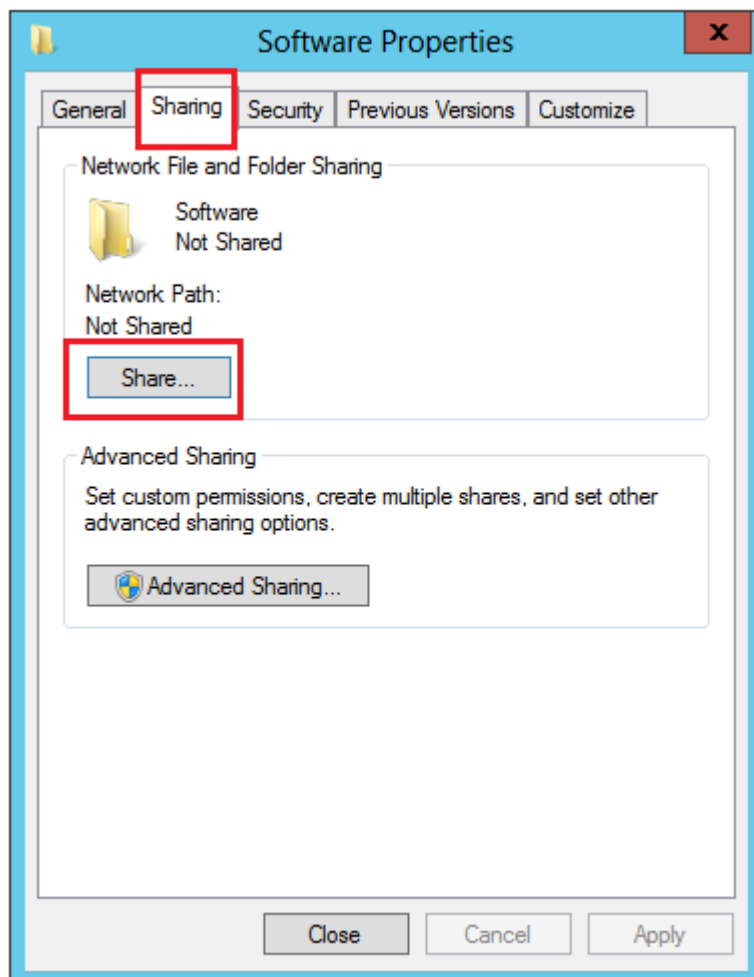 Software Properties
x
General Sharing Security Previous Versions Customize
Network File and Folder Sharing
Software
Not Shared
Network Path:
Not Shared
Share...
Advanced Sharing
Set custom permissions, create multiple shares, and set other
advanced sharing options.
Advanced Sharing...
Close Cancel Apply